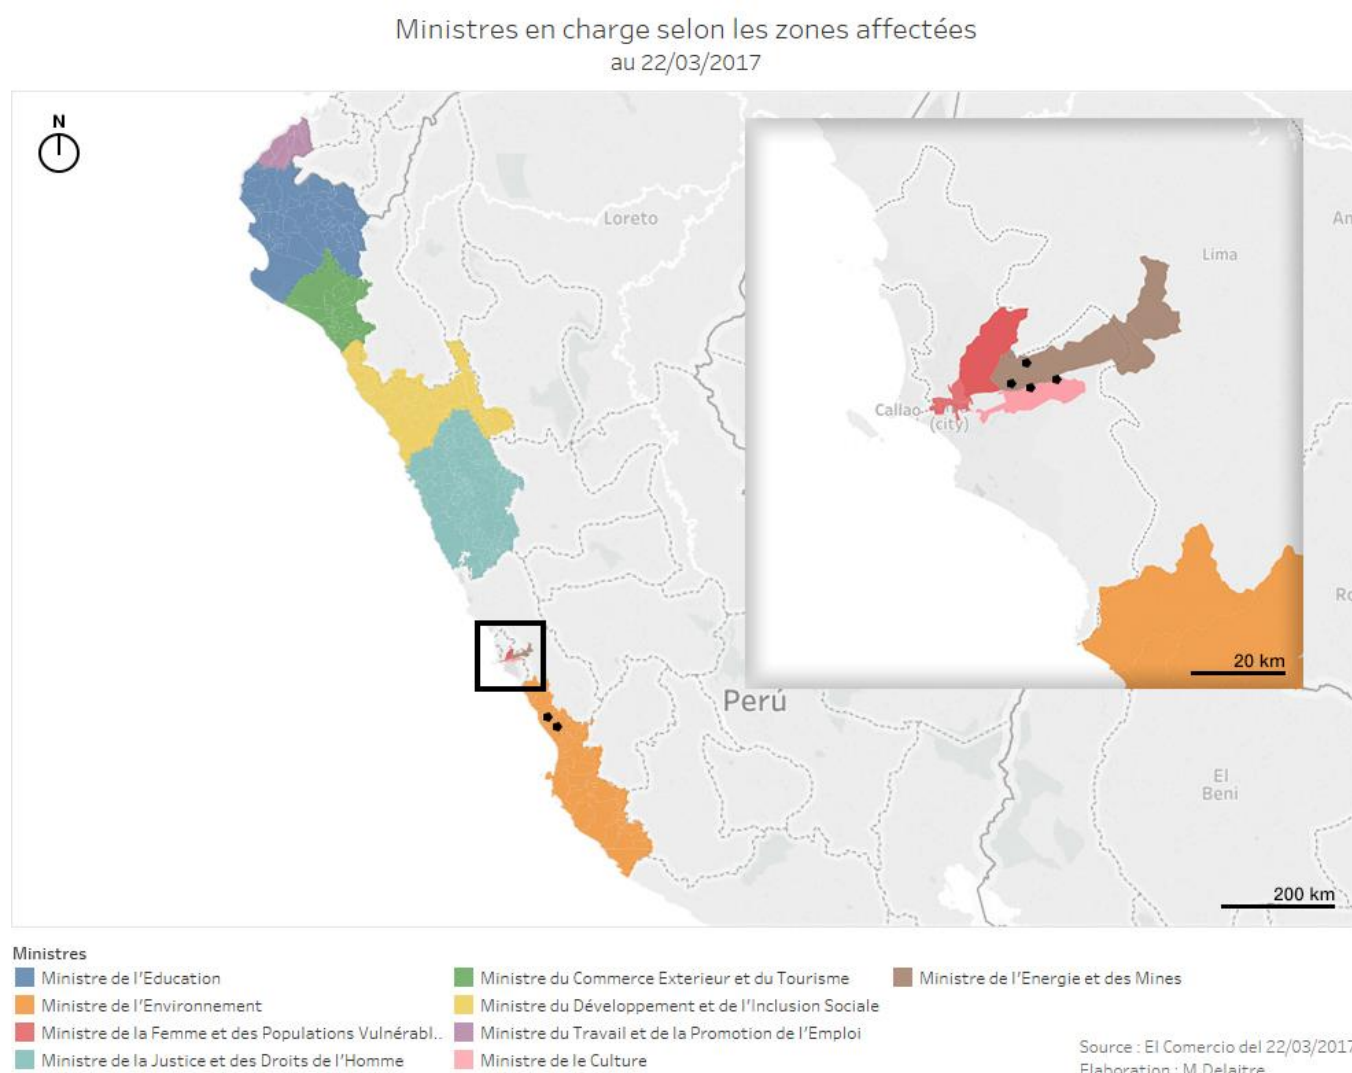 Ministres en charge selon les zones affectées
au 22/03/2017
N
Loreto
Lima
Callao
(city)
20 km
Perú
El
Beni
200 km
Ministres
Ministre de l'Education
Ministre de l'Environnement
Ministre de la Femme et des Populations Vulnérabl..
Ministre de la Justice et des Droits de l'Homme
Ministre du Commerce Exterieur et du Tourisme
Ministre du Développement et de l'Inclusion Sociale
Ministre du Travail et de la Promotion de l'Emploi
Ministre de le Culture
Ministre de l'Energie et des Mines
Source : El Comercio del 22/03/2017
Elaboration : M.Delaitre